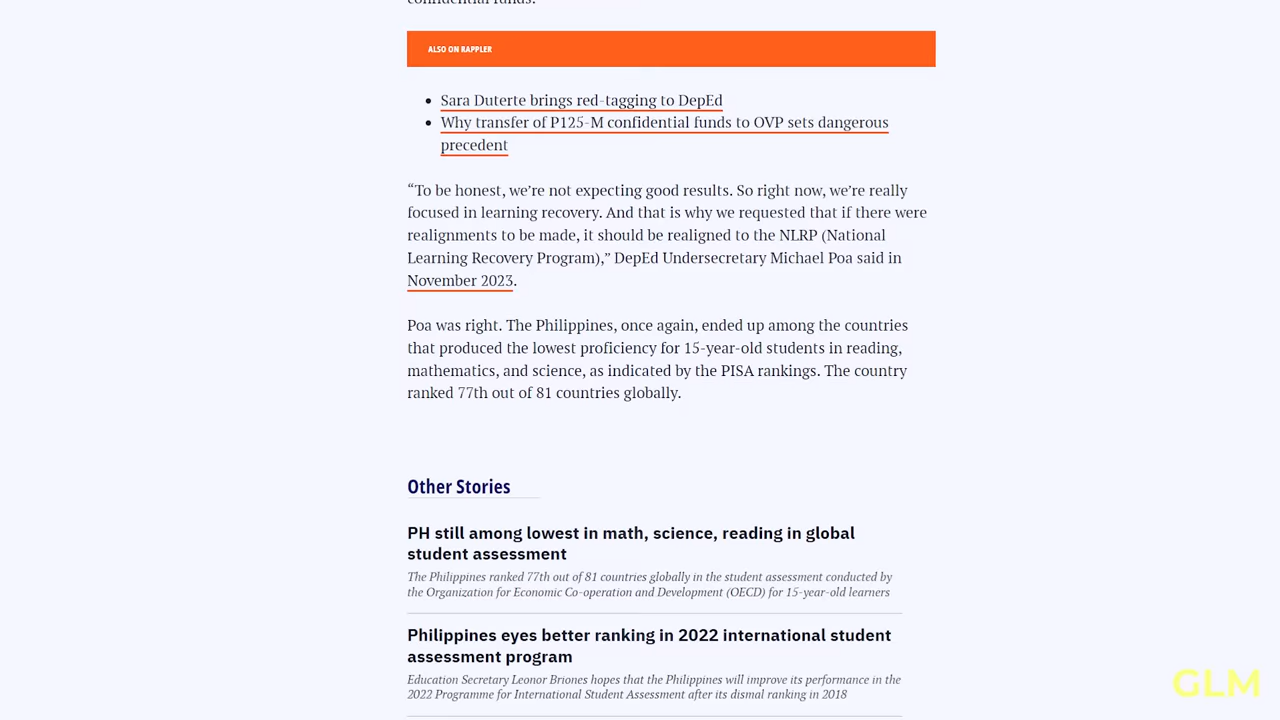 confidential funds.
ALSO ON RAPPLER
• Sara Duterte brings red-tagging to DepEd
• Why transfer of P125-M confidential funds to OVP sets dangerous
precedent
“To be honest, we’re not expecting good results. So right now, we’re really
focused in learning recovery. And that is why we requested that if there were
realignments to be made, it should be realigned to the NLRP (National
Learning Recovery Program),” DepEd Undersecretary Michael Poa said in
November 2023.
Poa was right. The Philippines, once again, ended up among the countries
that produced the lowest proficiency for 15-year-old students in reading,
mathematics, and science, as indicated by the PISA rankings. The country
ranked 77th out of 81 countries globally.
Other Stories
PH still among lowest in math, science, reading in global
student assessment
The Philippines ranked 77th out of 81 countries globally in the student assessment conducted by
the Organization for Economic Co-operation and Development (OECD) for 15-year-old learners
Philippines eyes better ranking in 2022 international student
assessment program
Education Secretary Leonor Briones hopes that the Philippines will improve its performance in the
2022 Programme for International Student Assessment after its dismal ranking in 2018
GLM